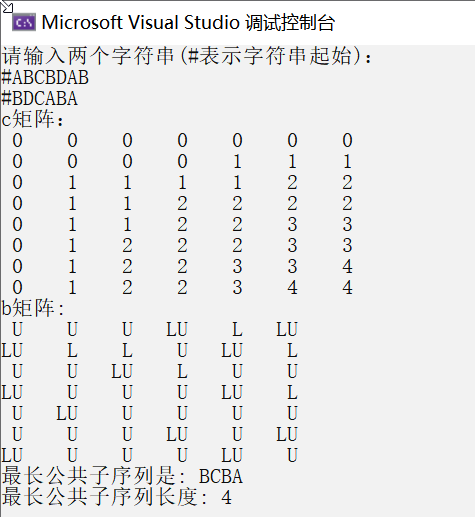 Microsoft Visual Studio 调试控制台
请输入两个字符串(#表示字符串起始):
#ABCBDAB
#BDCABA
c矩阵:
0 0 0 0 0 0 0
0 0 0 0 1 1 1
0 1 1 1 1 2 2
0 1 1 2 2 2 2
0 1 1 2 2 3 3
0 1 2 2 2 3 3
0 1 2 2 3 3 4
0 1 2 2 3 4 4
b矩阵:
U U U LU L LU
LU L L U LU L
U U LU L U U
LU U U U LU L
U LU U U U U
U U U LU U LU
LU U U U LU U
最长公共子序列是: BCBA
最长公共子序列长度: 4